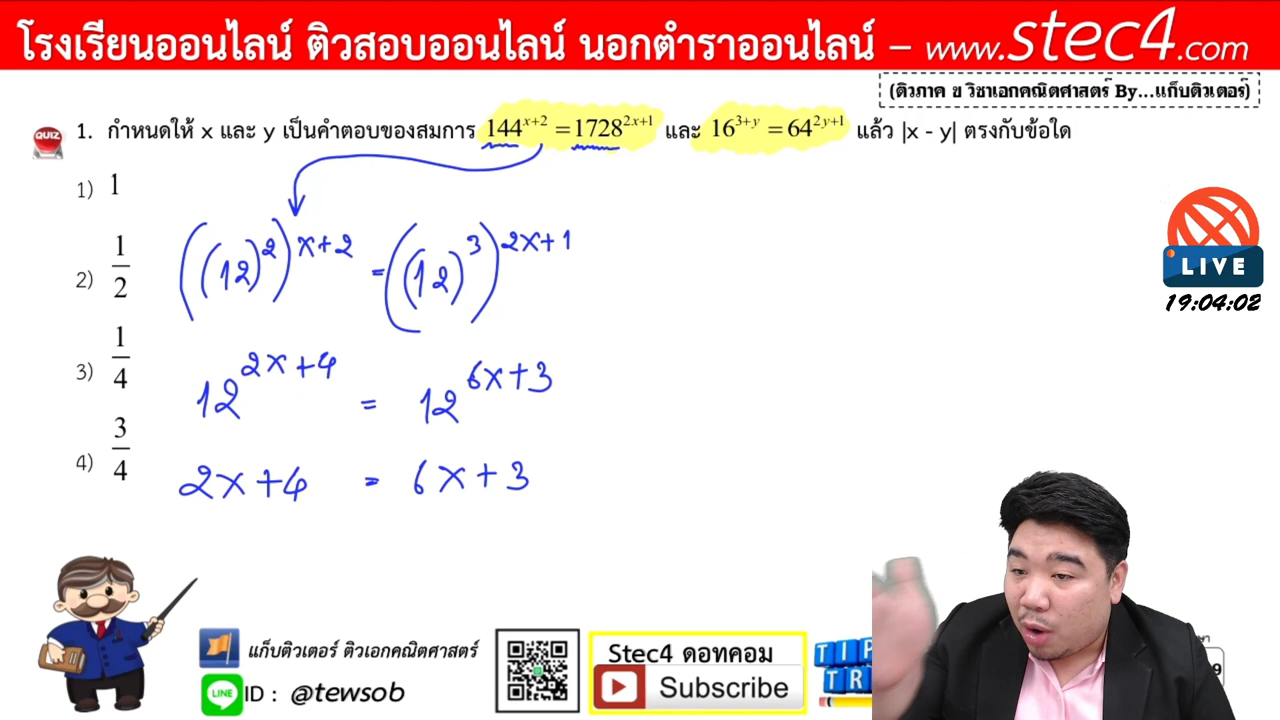 โรงเรียนออนไลน์ ติวสอบออนไลน์ นอกตำราออนไลน์ – www.stec4.com
(ติวภาค ข วิชาเอกคณิตศาสตร์ By...แก็บติวเตอร์)
QUIZ
1. กำหนดให้ x และ y เป็นคำตอบของสมการ 144^{x+2} = 1728^{2x+1} และ 16^{3+y} = 64^{2y+1} แล้ว |x - y| ตรงกับข้อใด
1) 1
2) 1/2
3) 1/4
4) 3/4
((12)^2)^{x+2} = ((12)^3)^{2x+1}
12^{2x+4} = 12^{6x+3}
2x+4 = 6x+3
LIVE
19:04:02
แก็บติวเตอร์ ติวเอกคณิตศาสตร์
LINE ID : @tewsob
Stec4 ดอทคอม
Subscribe